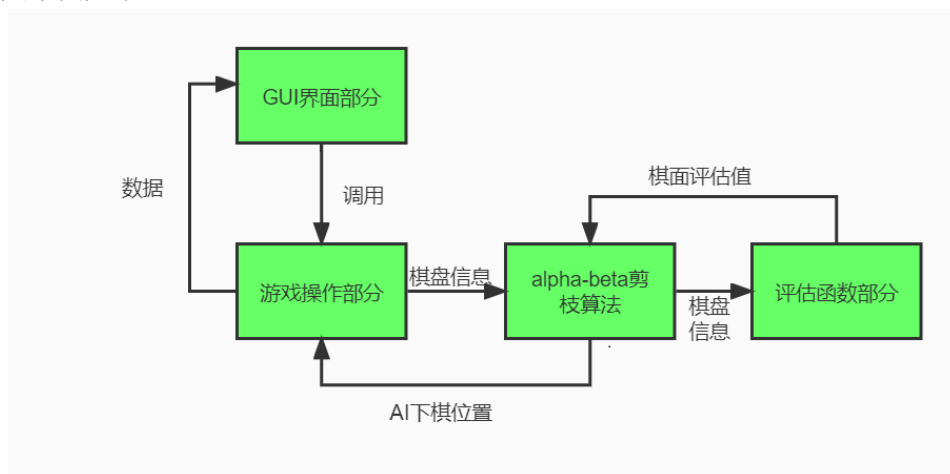 GUI界面部分
数据
调用
棋面评估值
游戏操作部分
棋盘信息
alpha-beta剪
枝算法
棋盘
信息
评估函数部分
AI下棋位置